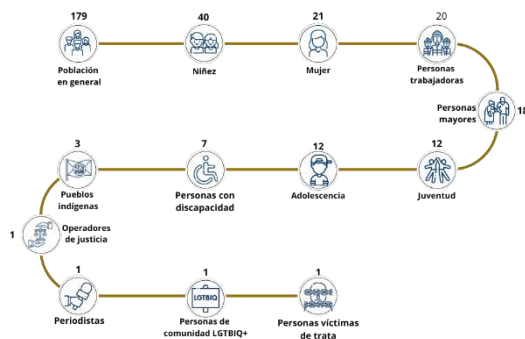 179
Población
en general
40
Niñez
21
Mujer
20
Personas
trabajadoras
Personas
mayores
18
12
Juventud
12
Adolescencia
7
Personas con
discapacidad
3
Pueblos
indígenas
1
Operadores
de justicia
1
Periodistas
1
LGTBIQ
Personas de
comunidad LGTBIQ+
1
Personas víctimas
de trata